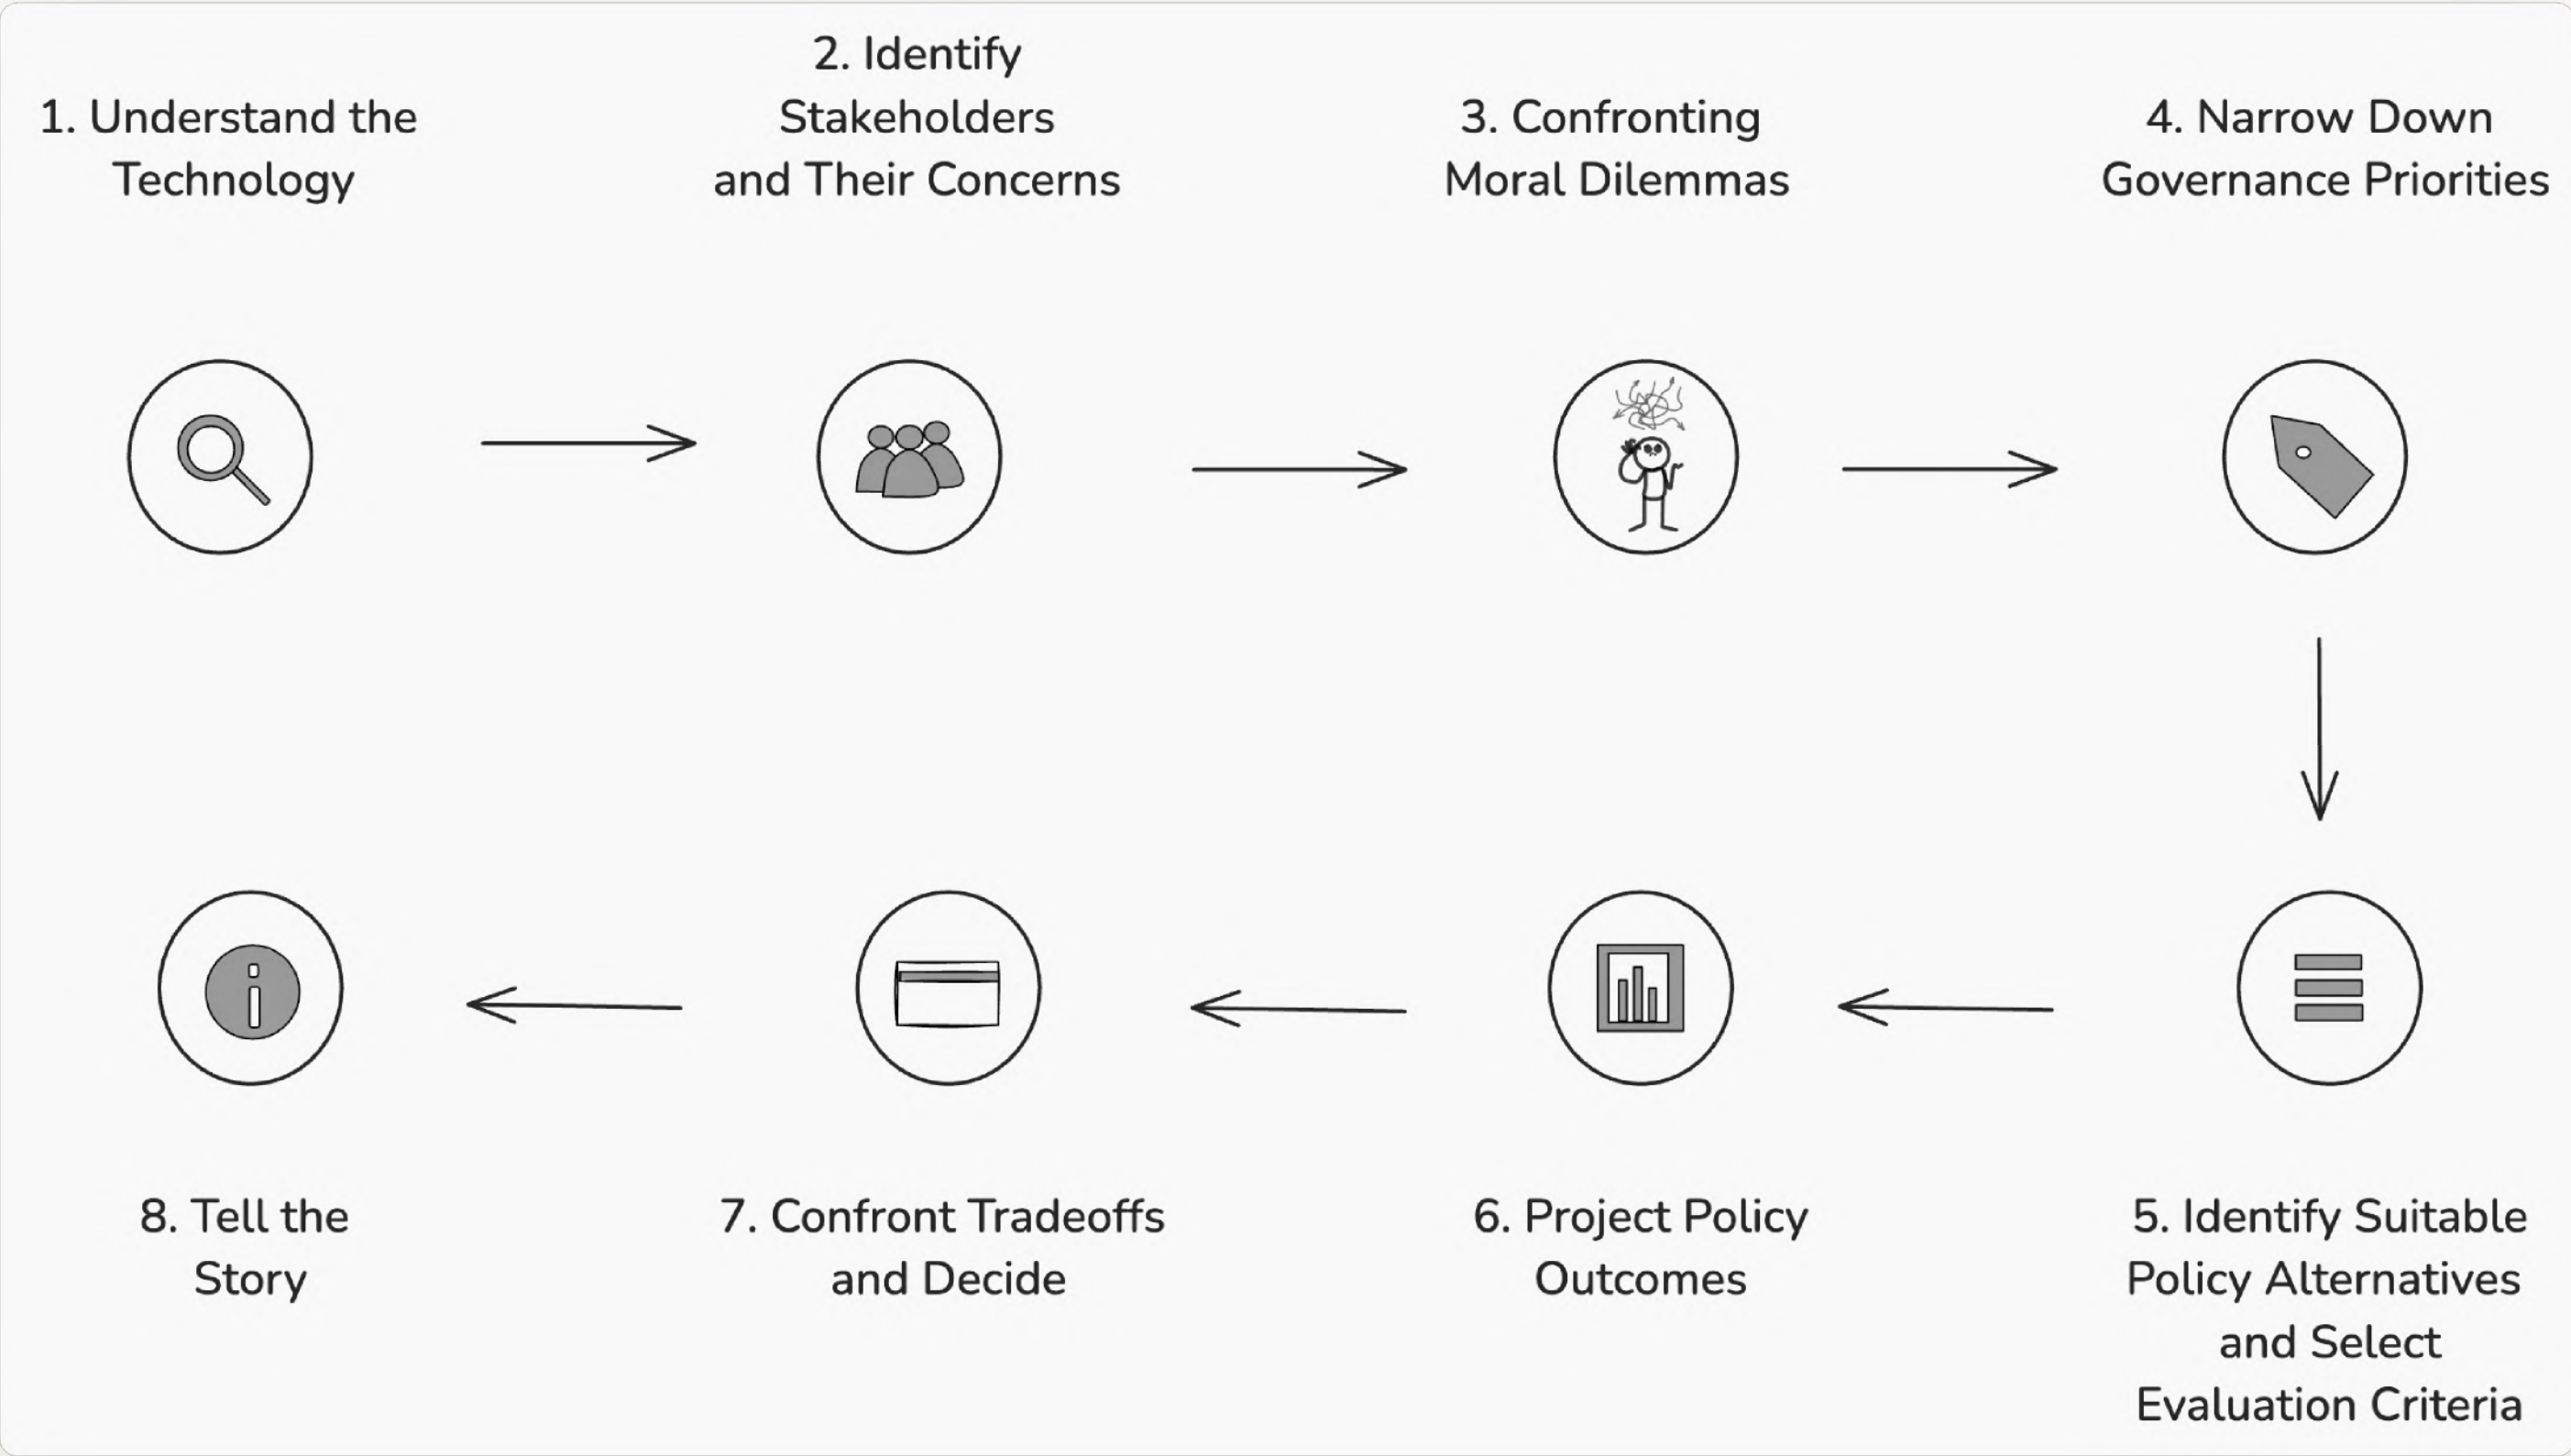 1. Understand the
Technology
2. Identify
Stakeholders
and Their Concerns
3. Confronting
Moral Dilemmas
4. Narrow Down
Governance Priorities
5. Identify Suitable
Policy Alternatives
and Select
Evaluation Criteria
6. Project Policy
Outcomes
7. Confront Tradeoffs
and Decide
8. Tell the
Story